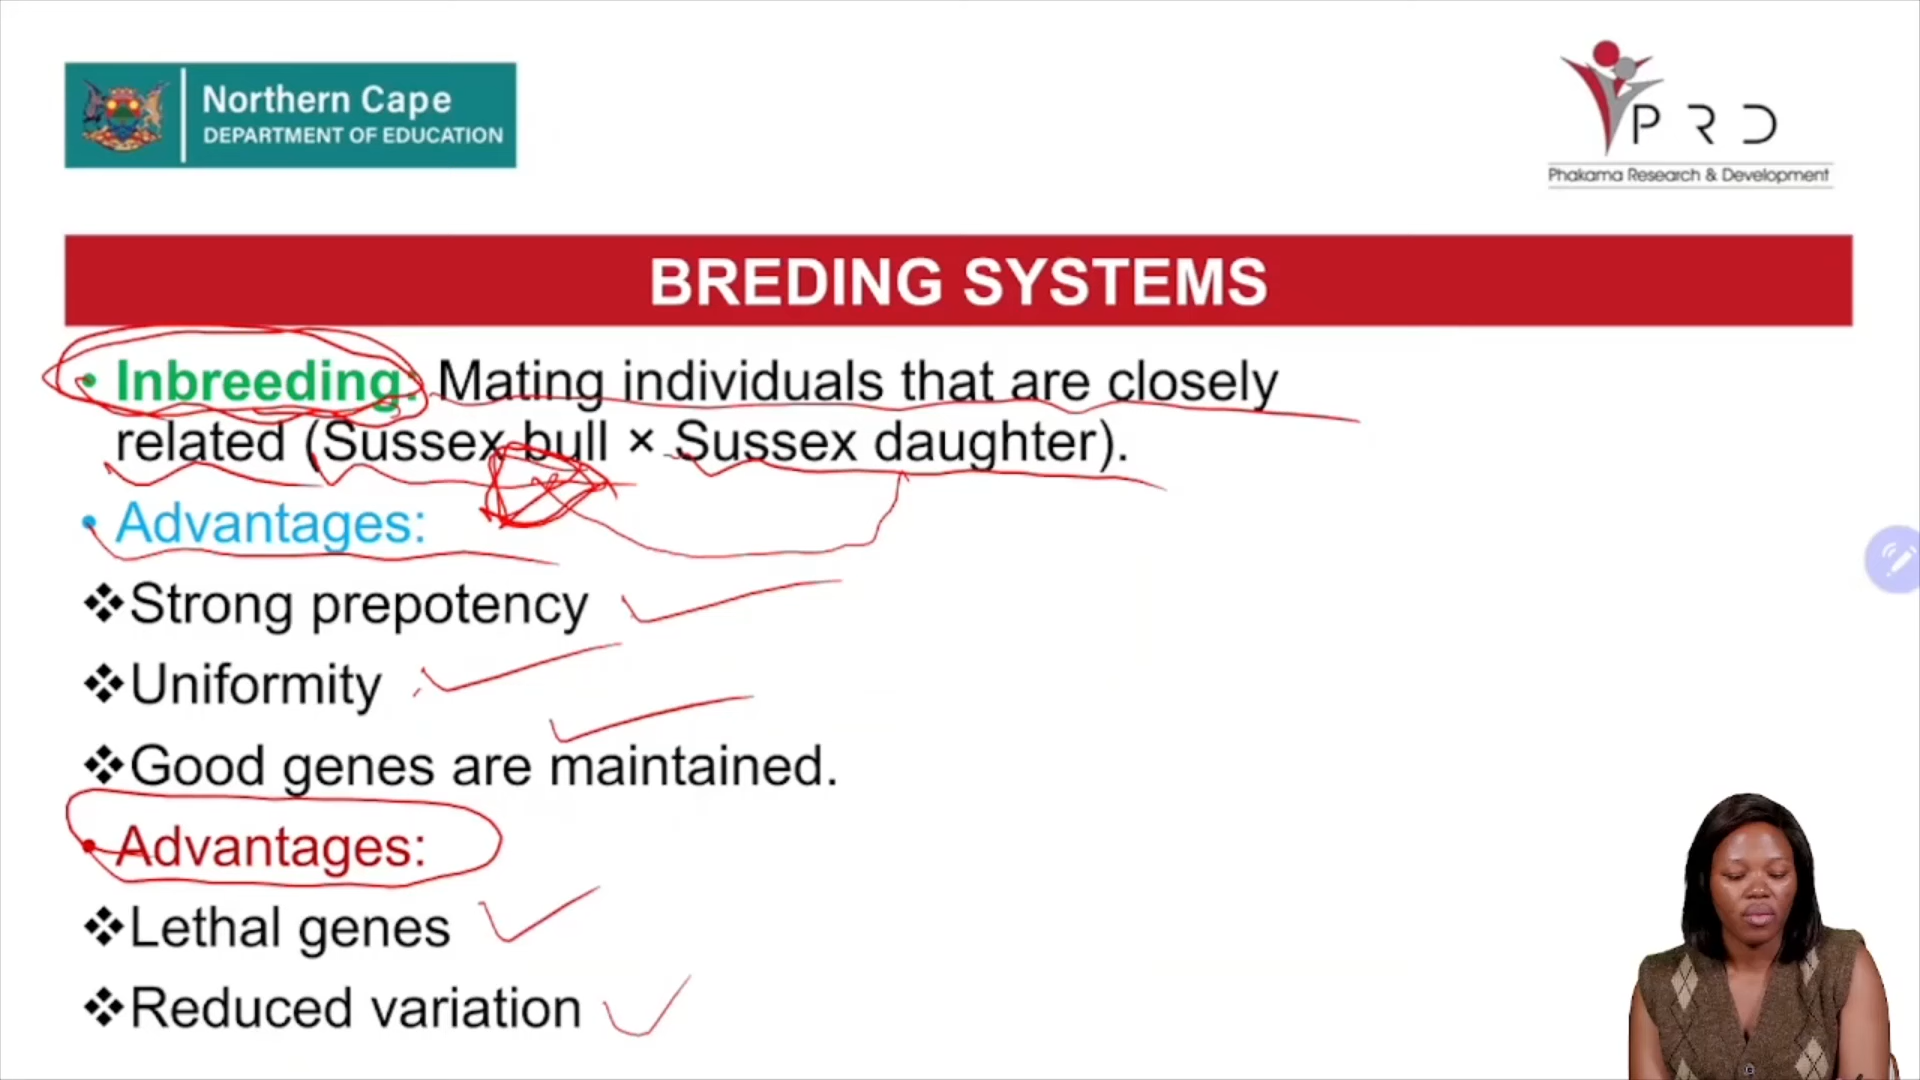 Northern Cape
DEPARTMENT OF EDUCATION
P R D
Phakama Research & Development
BREDING SYSTEMS
• Inbreeding: Mating individuals that are closely
related (Sussex bull × Sussex daughter).
• Advantages:
❖Strong prepotency
❖Uniformity
❖Good genes are maintained.
• Advantages:
❖Lethal genes
❖Reduced variation